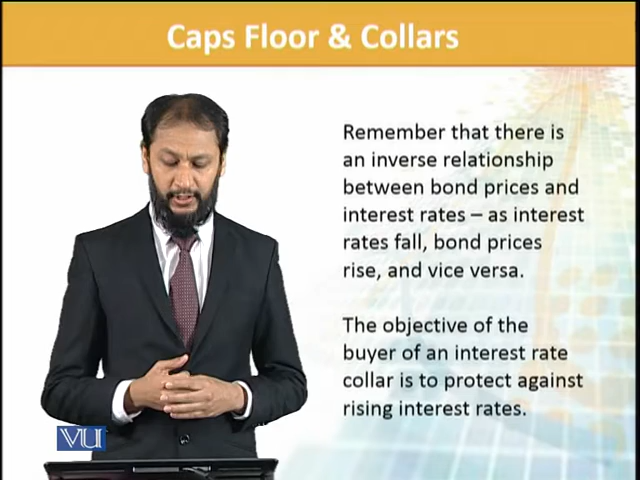 Caps Floor & Collars
Remember that there is
an inverse relationship
between bond prices and
interest rates – as interest
rates fall, bond prices
rise, and vice versa.
The objective of the
buyer of an interest rate
collar is to protect against
rising interest rates.
VU